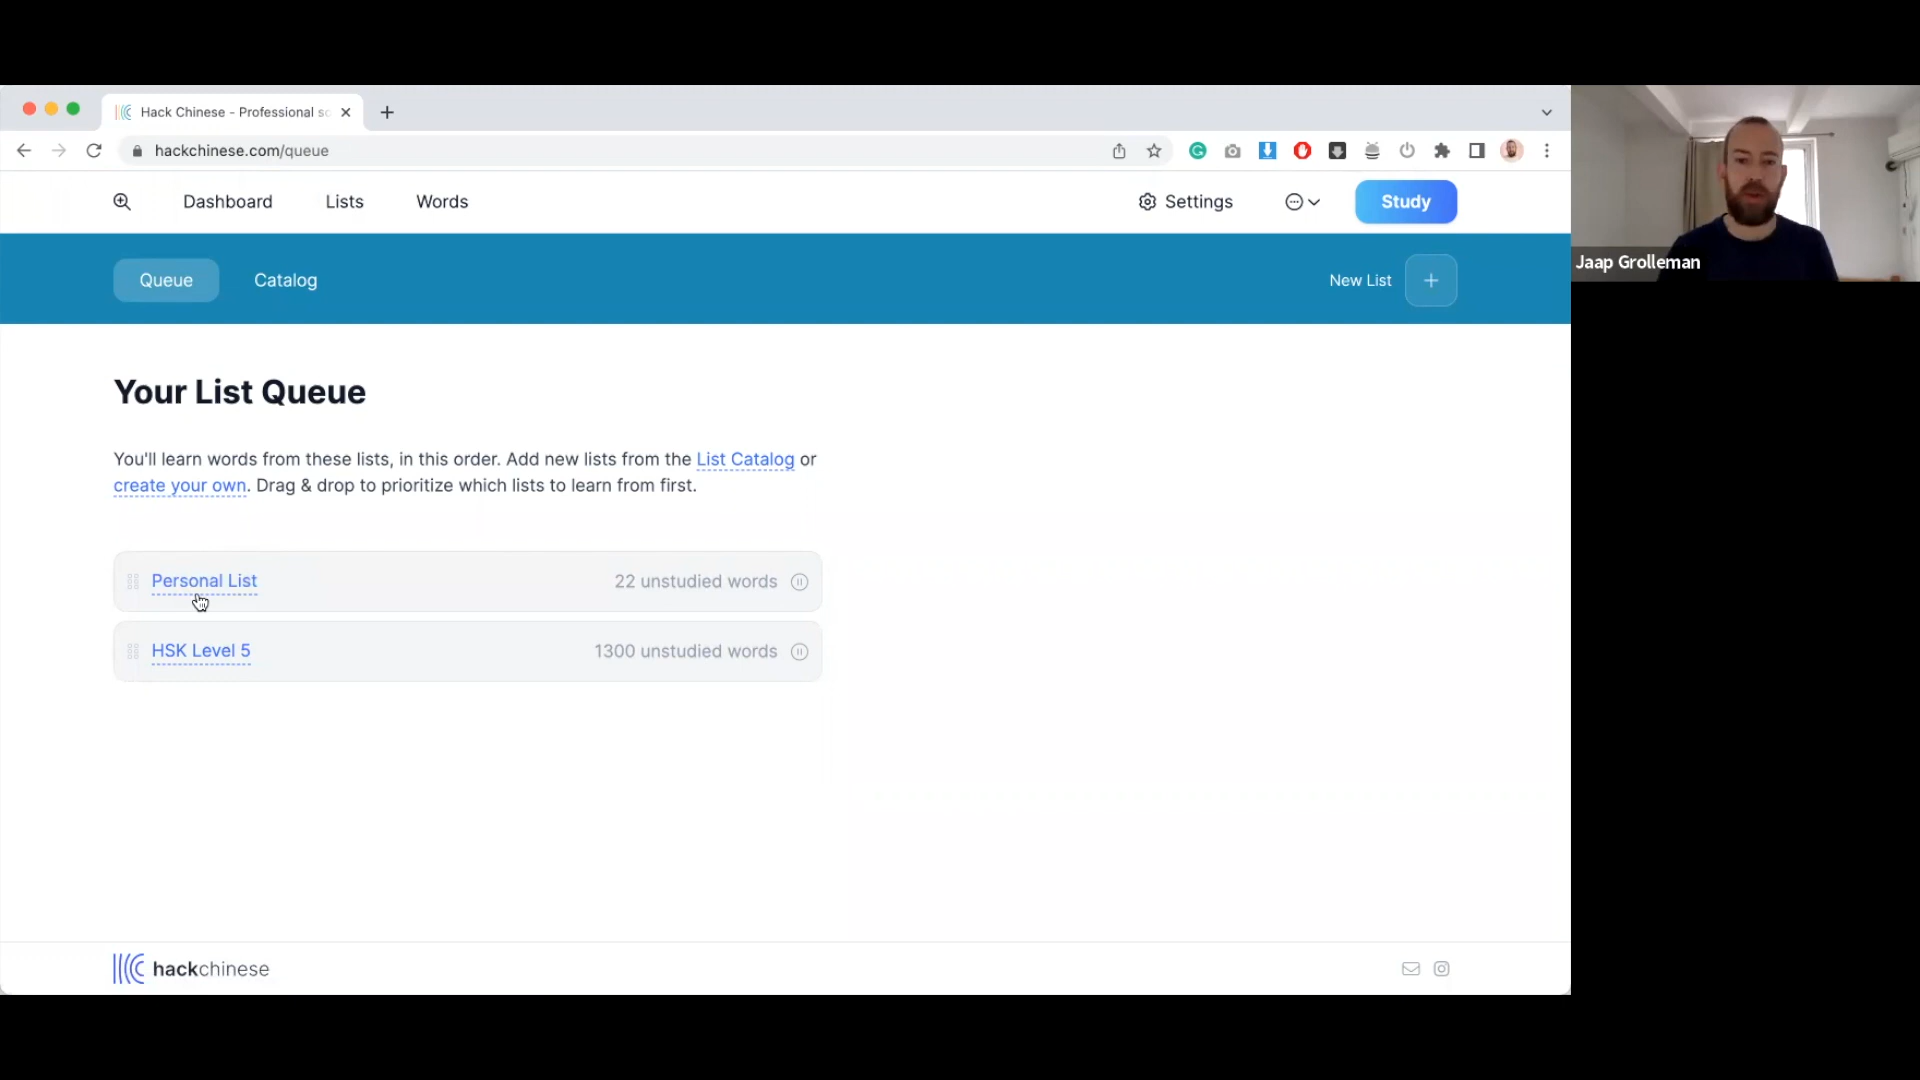 Hack Chinese - Professional so
hackchinese.com/queue
Dashboard
Lists
Words
Settings
Study
Queue
Catalog
New List
Jaap Grolleman
Your List Queue
You'll learn words from these lists, in this order. Add new lists from the List Catalog or
create your own. Drag & drop to prioritize which lists to learn from first.
Personal List
22 unstudied words
HSK Level 5
1300 unstudied words
hackchinese